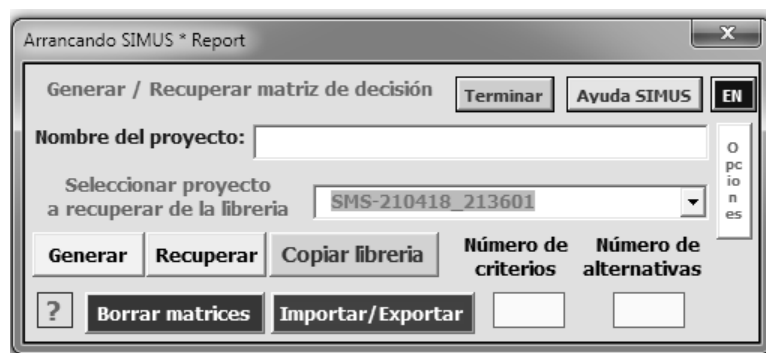 Arrancando SIMUS * Report
x
Generar / Recuperar matriz de decisión
Terminar
Ayuda SIMUS
EN
Nombre del proyecto:
O
pc
io
n
es
Seleccionar proyecto
a recuperar de la libreria
SMS-210418_213601
Generar
Recuperar
Copiar libreria
Número de
criterios
Número de
alternativas
?
Borrar matrices
Importar/Exportar